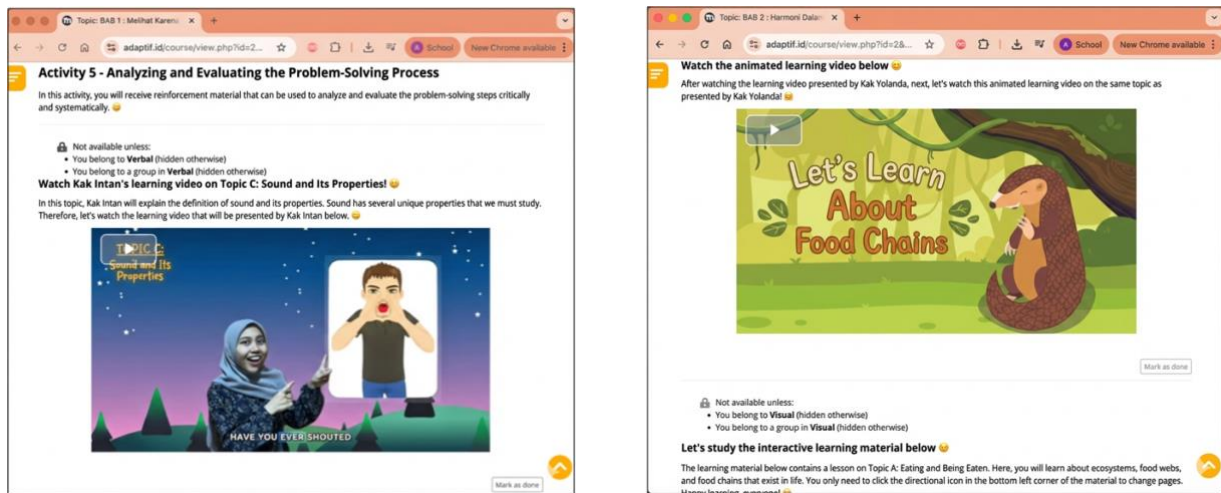 Topic: BAB 1 : Melihat Karena
adaptif.id/course/view.php?id=2...
School
New Chrome available
Activity 5 - Analyzing and Evaluating the Problem-Solving Process
In this activity, you will receive reinforcement material that can be used to analyze and evaluate the problem-solving steps critically
and systematically.
Not available unless:
• You belong to Verbal (hidden otherwise)
• You belong to a group in Verbal (hidden otherwise)
Watch Kak Intan's learning video on Topic C: Sound and Its Properties!
In this topic, Kak Intan will explain the definition of sound and its properties. Sound has several unique properties that we must study.
Therefore, let's watch the learning video that will be presented by Kak Intan below.
TOPIC C:
Sound and Its
Properties
HAVE YOU EVER SHOUTED
Mark as done
Topic: BAB 2 : Harmoni Dalam
adaptif.id/course/view.php?id=2&...
School
New Chrome available
Watch the animated learning video below
After watching the learning video presented by Kak Yolanda, next, let's watch this animated learning video on the same topic as
presented by Kak Yolanda!
Let's Learn
About
Food Chains
Mark as done
Not available unless:
• You belong to Visual (hidden otherwise)
• You belong to a group in Visual (hidden otherwise)
Let's study the interactive learning material below
The learning material below contains a lesson on Topic A: Eating and Being Eaten. Here, you will learn about ecosystems, food webs,
and food chains that exist in life. You only need to click the directional icon in the bottom left corner of the material to change pages.
Happy learning, everyone!